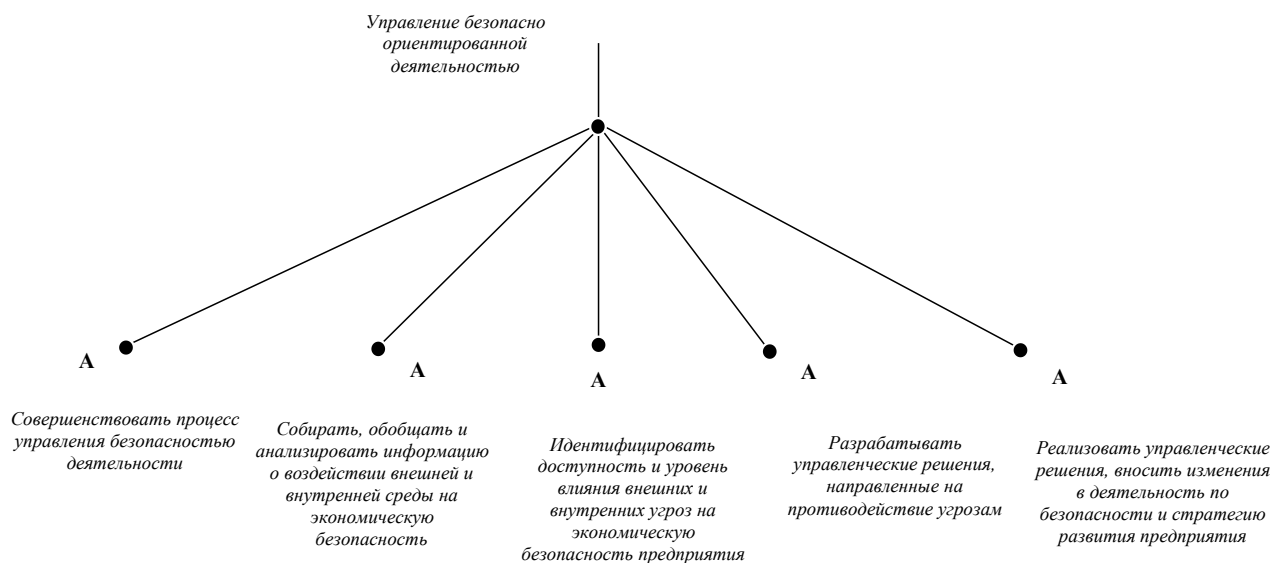 Управление безопасно
ориентированной
деятельностью
А
А
А
А
А
Совершенствовать процесс
управления безопасностью
деятельности
Собирать, обобщать и
анализировать информацию
о воздействии внешней и
внутренней среды на
экономическую
безопасность
Идентифицировать
доступность и уровень
влияния внешних и
внутренних угроз на
экономическую
безопасность предприятия
Разрабатывать
управленческие решения,
направленные на
противодействие угрозам
Реализовать управленческие
решения, вносить изменения
в деятельность по
безопасности и стратегию
развития предприятия